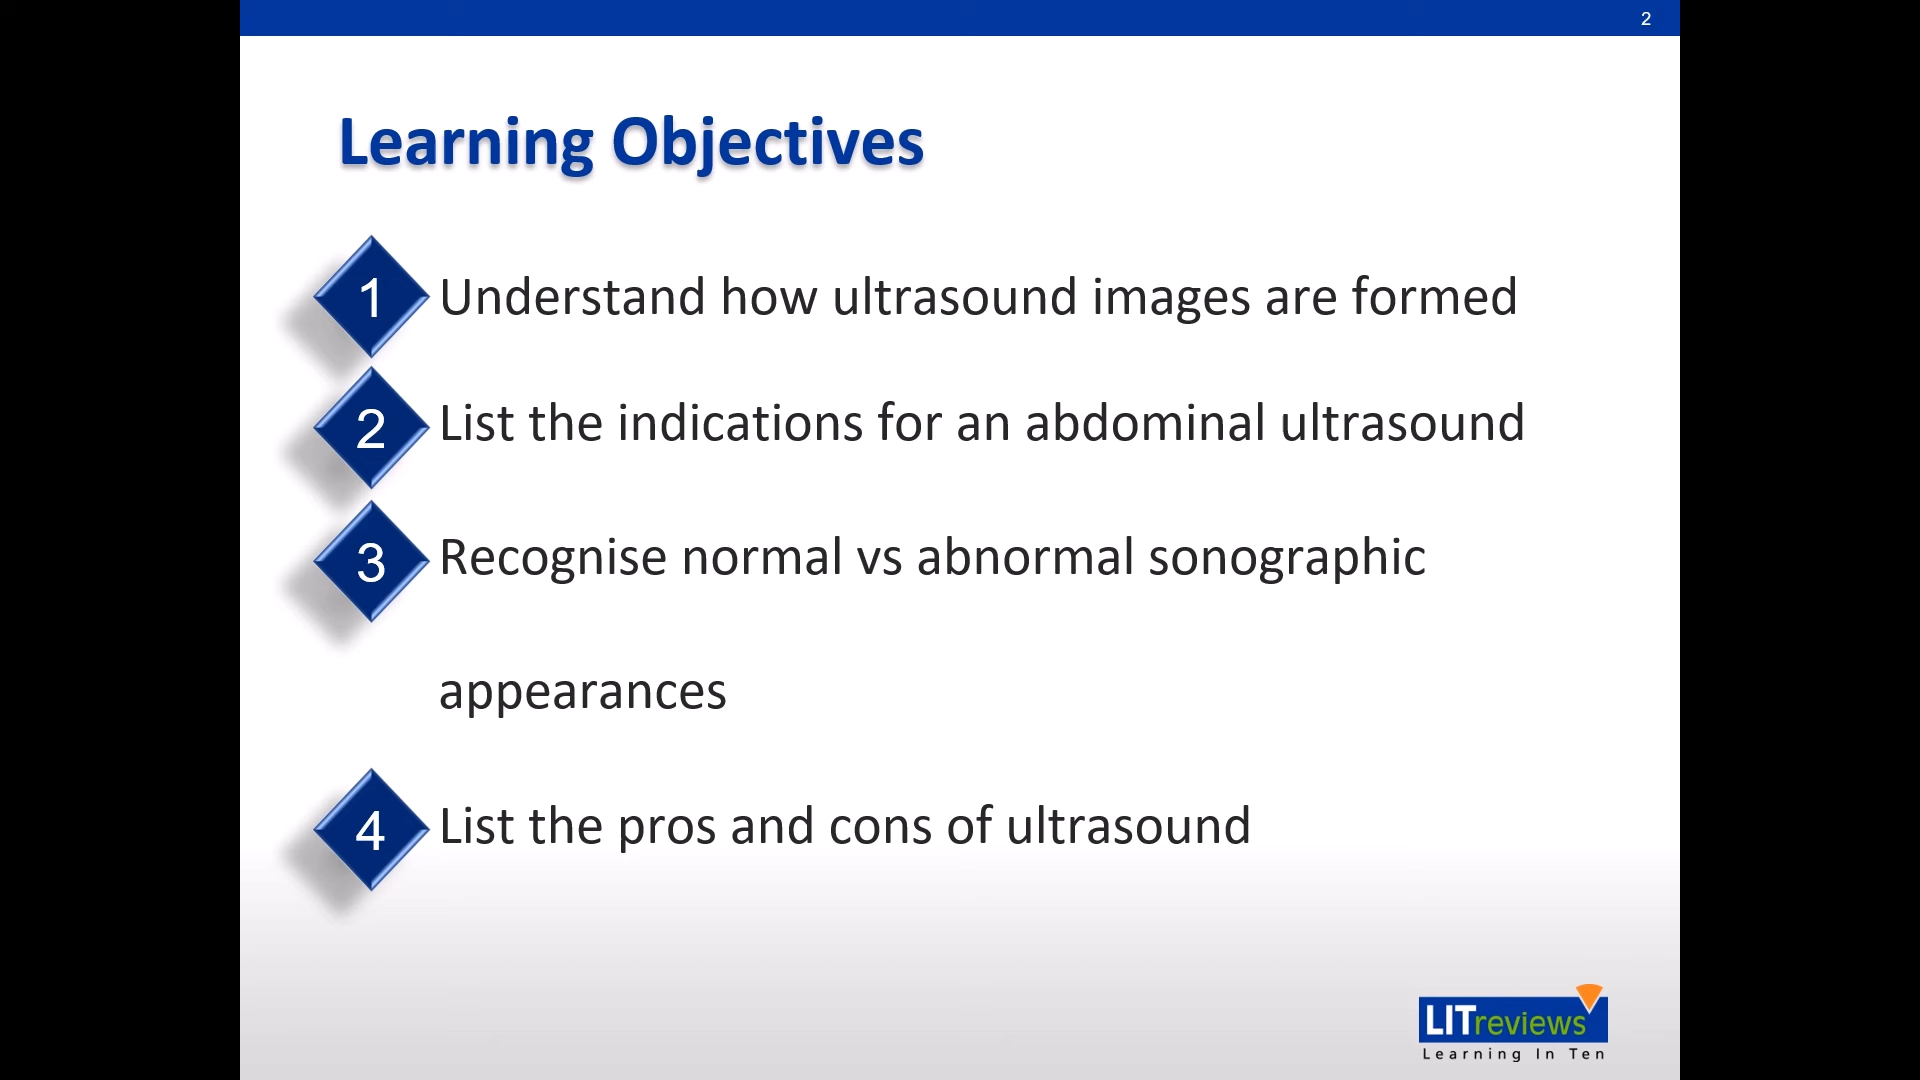 2
Learning Objectives
1 Understand how ultrasound images are formed
2 List the indications for an abdominal ultrasound
3 Recognise normal vs abnormal sonographic
appearances
4 List the pros and cons of ultrasound
LITreviews
Learning In Ten